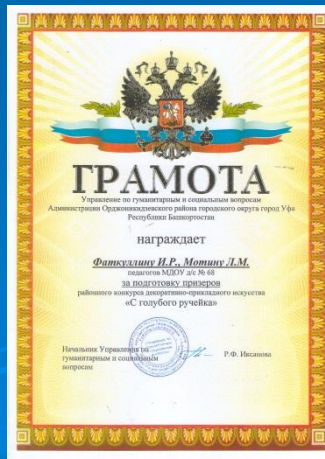 ГРАМОТА
Управление по гуманитарным и социальным вопросам
Администрации Орджоникидзевского района городского округа город Уфа
Республики Башкортостан
награждает
Фаткуллину И.Р., Мотину Л.М.
педагогов МДОУ д/с № 68
за подготовку призеров
районного конкурса декоративно-прикладного искусства
«С голубого ручейка»
Начальник Управления по
гуманитарным и социальным
вопросам
Р.Ф. Иксанова